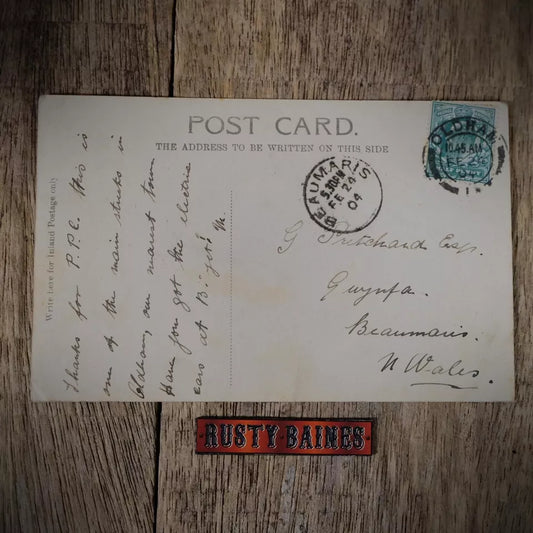 POST CARD.
THE ADDRESS TO BE WRITTEN ON THIS SIDE
Write here for Inland Postage only
Thanks for P.P.C. this is
one of the main streets in
Oldham, our nearest town
Have you got the electric
cars at B. yet?
OLDHAM
10.45 AM
FE 24
04
1
BEAUMARIS
FE 24
04
G Pritchard Esq.
Gwynfa.
Beaumaris.
N Wales.
RUSTY·BAINES